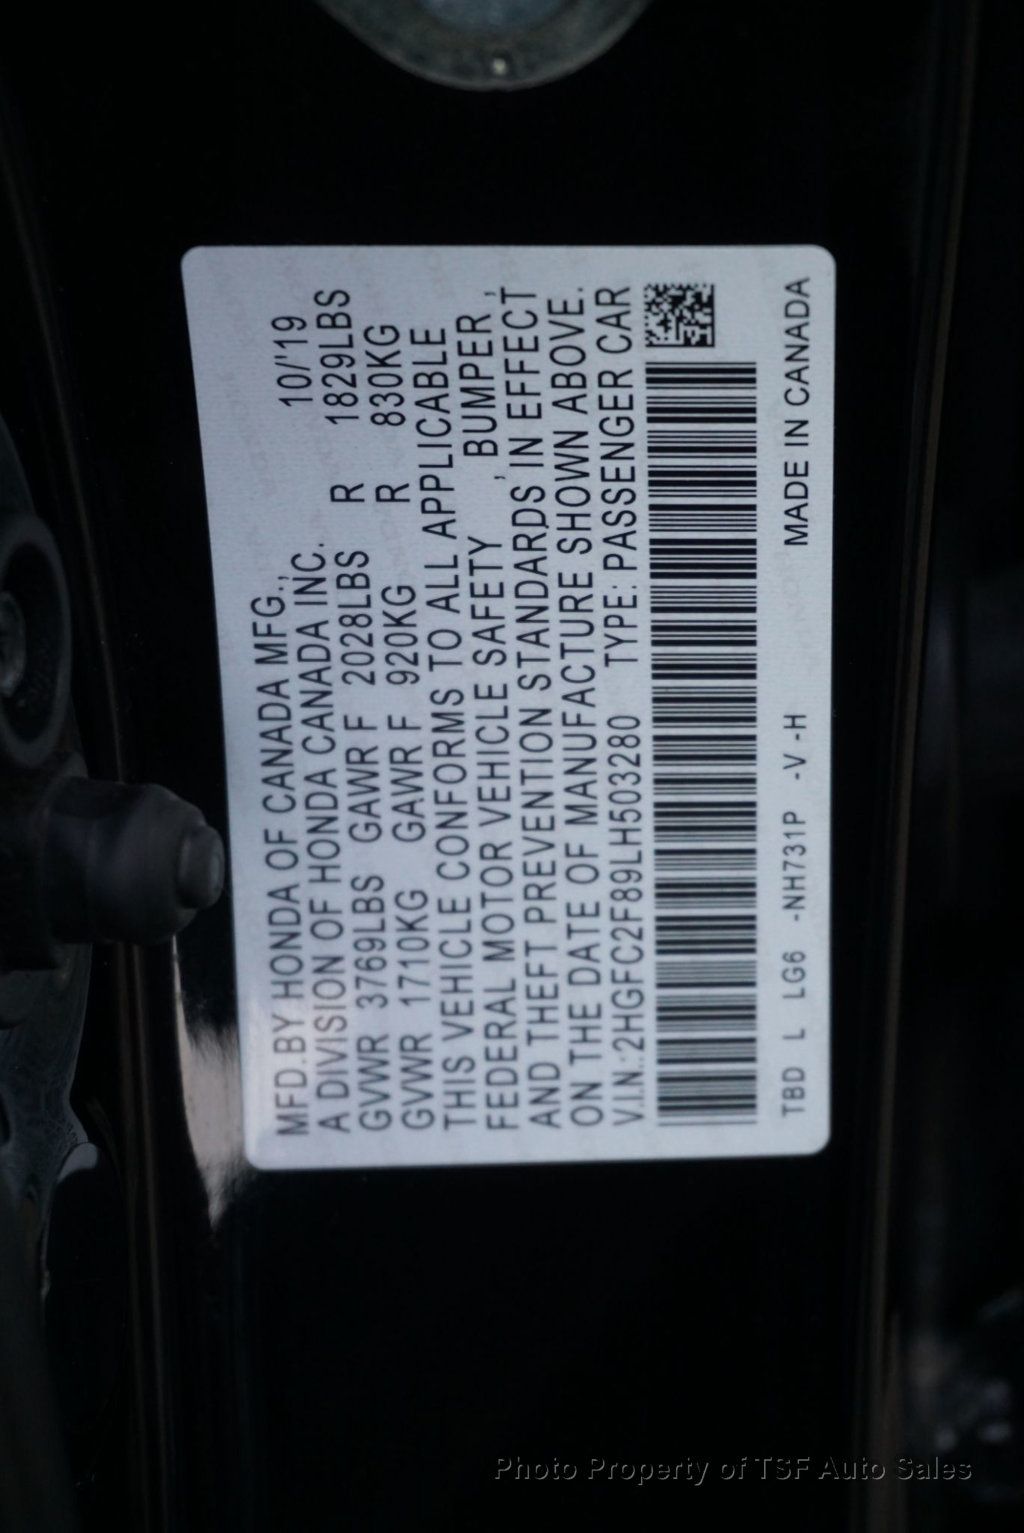 MFD.BY HONDA OF CANADA MFG., 10/'19
A DIVISION OF HONDA CANADA INC.
GVWR 3769LBS GAWR F 2028LBS R 1829LBS
GVWR 1710KG GAWR F 920KG R 830KG
THIS VEHICLE CONFORMS TO ALL APPLICABLE
FEDERAL MOTOR VEHICLE SAFETY , BUMPER ,
AND THEFT PREVENTION STANDARDS IN EFFECT
ON THE DATE OF MANUFACTURE SHOWN ABOVE.
V.I.N.:2HGFC2F89LH503280 TYPE: PASSENGER CAR
TBD L LG6 -NH731P -V -H MADE IN CANADA
Photo Property of TSF Auto Sales